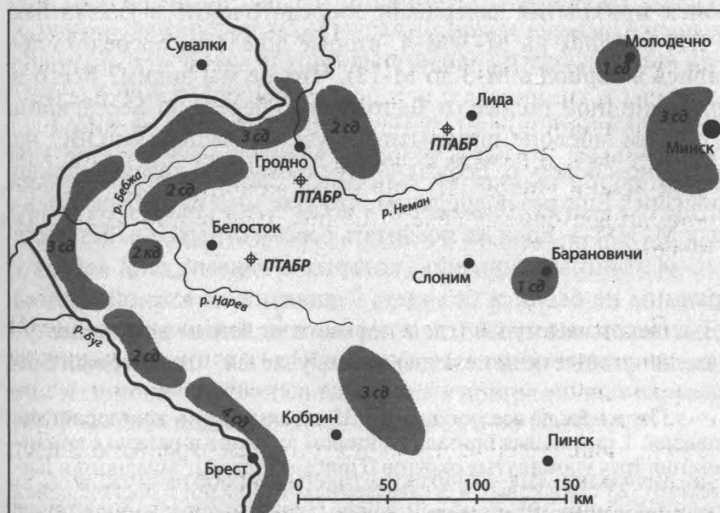 Сувалки
Молодечно
1 сд
Лида
3 сд
2 сд
3 сд
ПТАБР
Минск
Гродно
ПТАБР
р. Бебжа
2 сд
р. Неман
3 сд
2 кд
Белосток
ПТАБР
Слоним
Барановичи
1 сд
р. Нарев
р. Буг
2 сд
3 сд
4 сд
Кобрин
Пинск
Брест
0 50 100 150
км